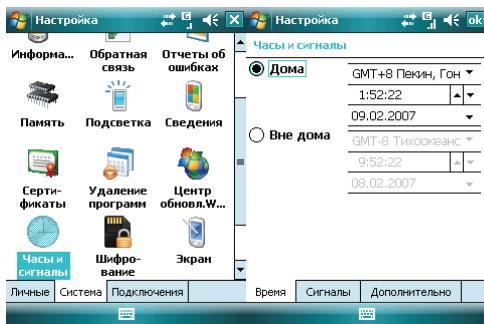 Настройка
Информа...
Обратная связь
Отчеты об ошибках
Память
Подсветка
Сведения
Серти-
фикаты
Удаление программ
Центр обновл.W...
Часы и сигналы
Шифро-
вание
Экран
Личные Система Подключения
Настройка ok
Часы и сигналы
Дома
GMT+8 Пекин, Гон
1:52:22
09.02.2007
Вне дома
GMT-8 Тихоокеанс
9:52:22
08.02.2007
Время Сигналы Дополнительно